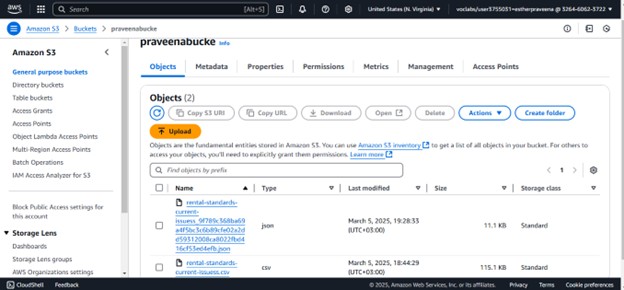 aws
Search
[Alt+S]
United States (N. Virginia)
voclabs/user3755031=estherpraveena @ 3264-6062-3722
Amazon S3 > Buckets > praveenabucke
Amazon S3
General purpose buckets
Directory buckets
Table buckets
Access Grants
Access Points
Object Lambda Access Points
Multi-Region Access Points
Batch Operations
IAM Access Analyzer for S3
Block Public Access settings for
this account
Storage Lens
Dashboards
Storage Lens groups
AWS Organizations settings
praveenabucke Info
Objects Metadata Properties Permissions Metrics Management Access Points
Objects (2)
Copy S3 URI Copy URL Download Open Delete Actions Create folder
Upload
Objects are the fundamental entities stored in Amazon S3. You can use Amazon S3 inventory to get a list of all objects in your bucket. For others to
access your objects, you'll need to explicitly grant them permissions. Learn more
Find objects by prefix
1
Name Type Last modified Size Storage class
rental-standards-
current-
json
March 5, 2025, 19:28:33
(UTC+03:00)
11.1 KB
Standard
rental-standards-
current-issuess.csv
csv
March 5, 2025, 18:44:29
(UTC+03:00)
115.1 KB
Standard
CloudShell Feedback © 2025, Amazon Web Services, Inc. or its affiliates. Privacy Terms Cookie preferences